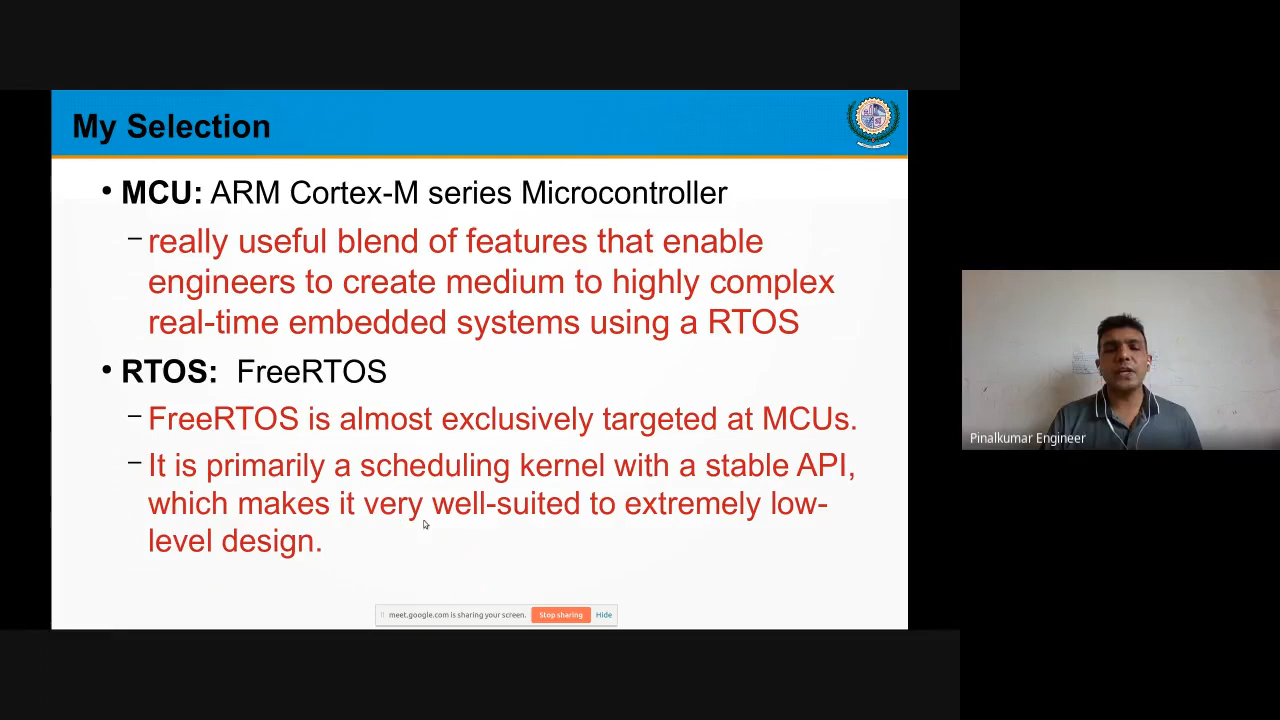 My Selection
• MCU: ARM Cortex-M series Microcontroller
– really useful blend of features that enable
engineers to create medium to highly complex
real-time embedded systems using a RTOS
• RTOS: FreeRTOS
– FreeRTOS is almost exclusively targeted at MCUs.
– It is primarily a scheduling kernel with a stable API,
which makes it very well-suited to extremely low-
level design.
meet.google.com is sharing your screen. Stop sharing Hide
Pinalkumar Engineer